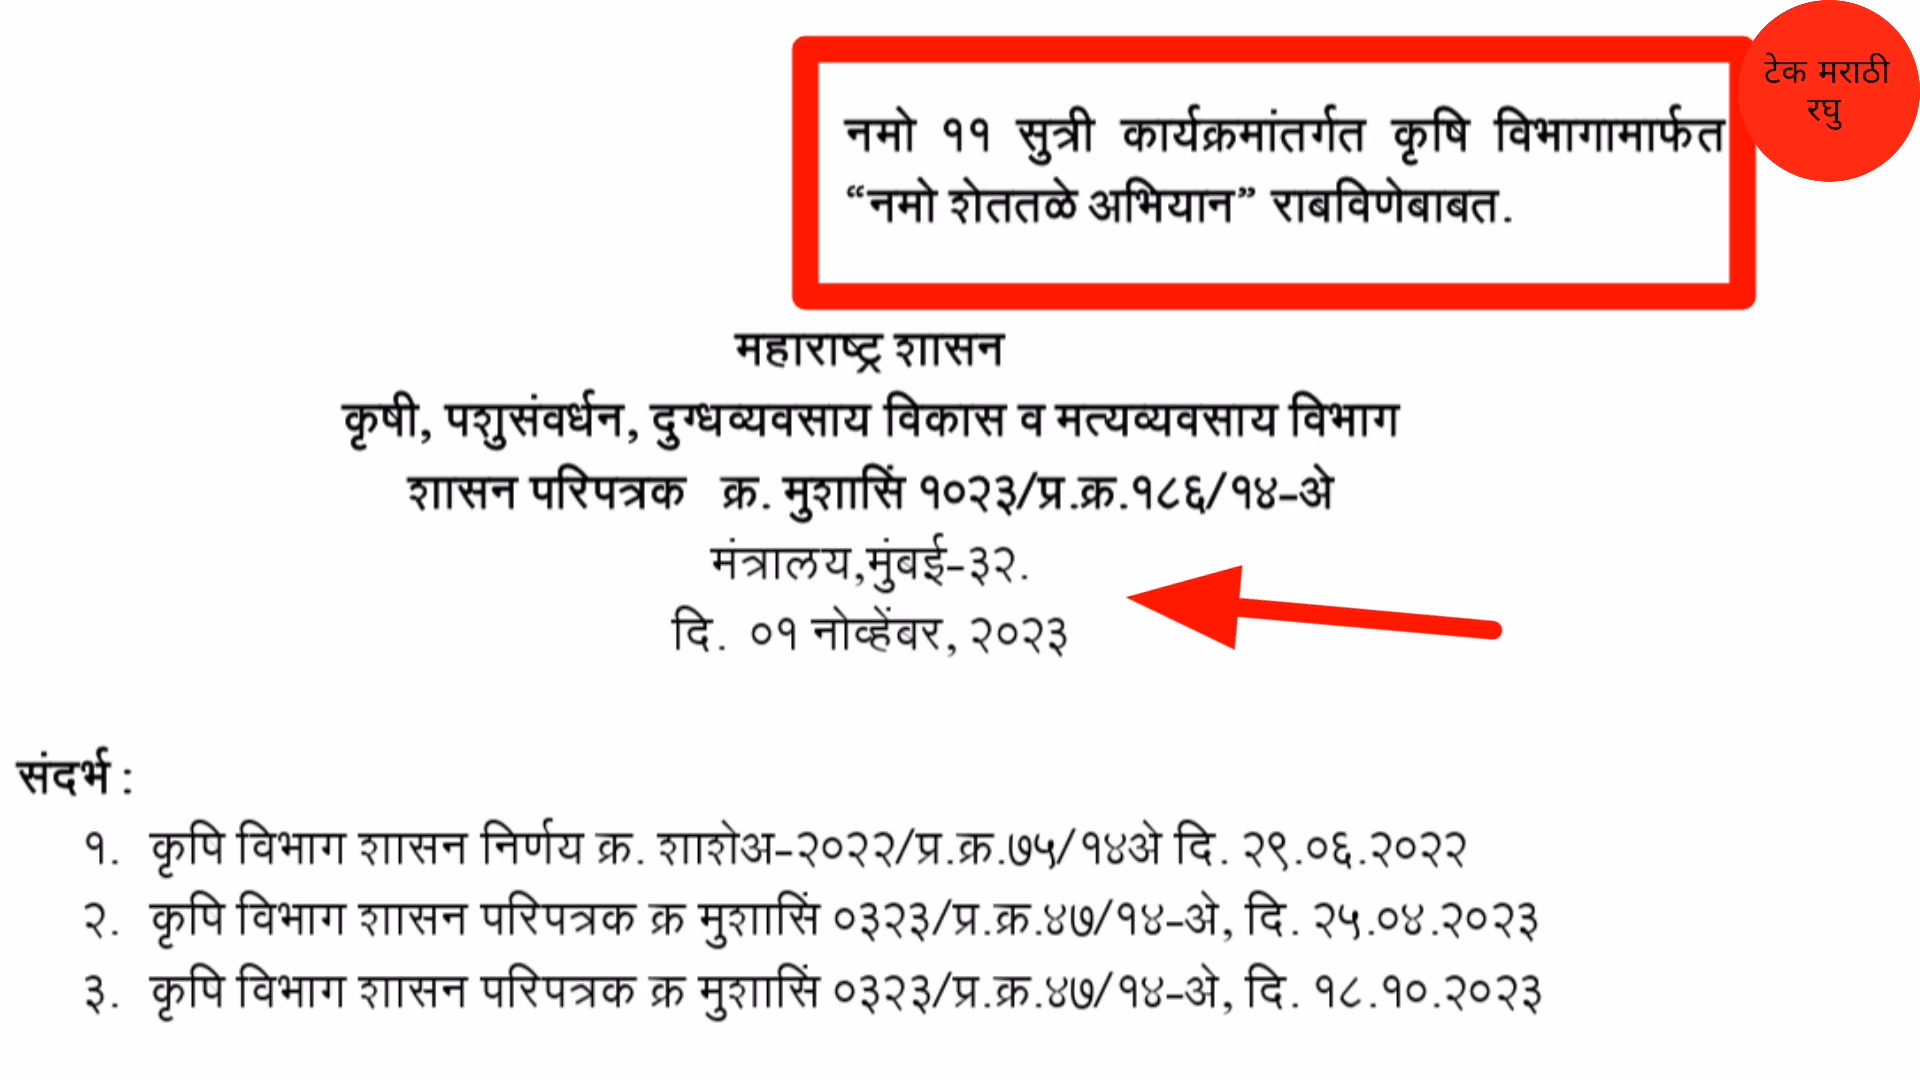 नमो ११ सुत्री कार्यक्रमांतर्गत कृषि विभागामार्फत
“नमो शेततळे अभियान” राबविणेबाबत.
टेक मराठी
रघु
महाराष्ट्र शासन
कृषी, पशुसंवर्धन, दुग्धव्यवसाय विकास व मत्यव्यवसाय विभाग
शासन परिपत्रक क्र. मुशासिं १०२३/प्र.क्र.१८६/१४-अे
मंत्रालय,मुंबई-३२.
दि. ०१ नोव्हेंबर, २०२३
संदर्भ :
१. कृषि विभाग शासन निर्णय क्र. शाशेअ-२०२२/प्र.क्र.७५/१४अे दि. २९.०६.२०२२
२. कृषि विभाग शासन परिपत्रक क्र मुशासिं ०३२३/प्र.क्र.४७/१४-अे, दि. २५.०४.२०२३
३. कृषि विभाग शासन परिपत्रक क्र मुशासिं ०३२३/प्र.क्र.४७/१४-अे, दि. १८.१०.२०२३